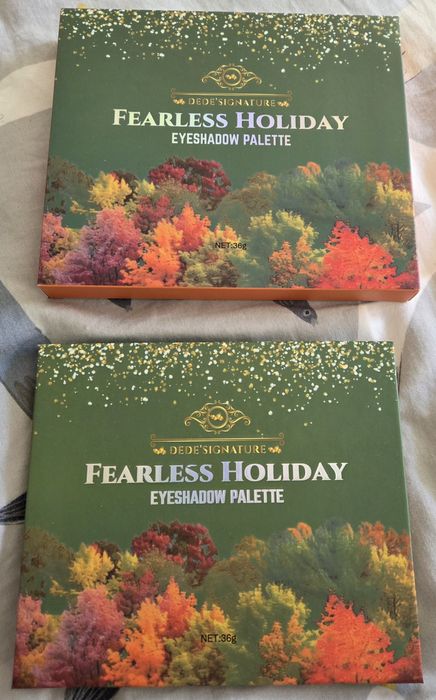 DEDE'SIGNATURE
FEARLESS HOLIDAY
EYESHADOW PALETTE
NET:36g
DEDE'SIGNATURE
FEARLESS HOLIDAY
EYESHADOW PALETTE
NET:36g